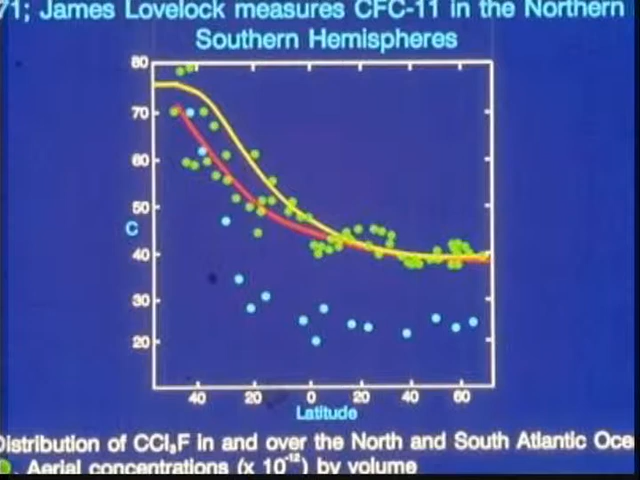 71; James Lovelock measures CFC-11 in the Northern
Southern Hemispheres
80
70
60
50
C
40
30
20
40 20 0 20 40 60
Latitude
Distribution of CCl₃F in and over the North and South Atlantic Oce
Aerial concentrations (x 10⁻¹²) by volume